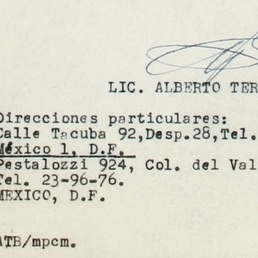 LIC. ALBERTO TER
Direcciones particulares:
Calle Tacuba 92,Desp.28,Tel.
México 1, D.F.
Pestalozzi 924, Col. del Val
Tel. 23-96-76.
MEXICO, D.F.
ATB/mpcm.